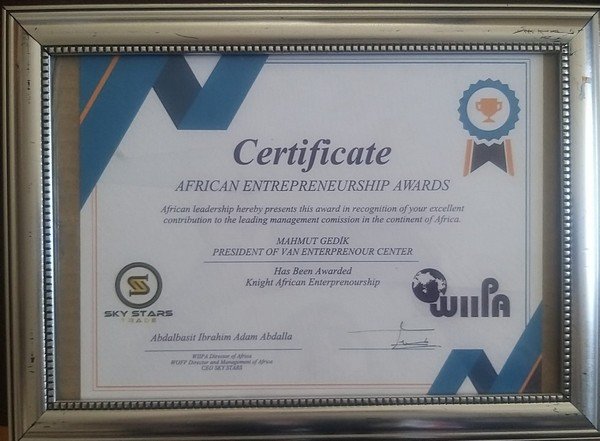 Certificate
AFRICAN ENTREPRENEURSHIP AWARDS
African leadership hereby presents this award in recognition of your excellent
contribution to the leading management comission in the continent of Africa.
MAHMUT GEDİK
PRESIDENT OF VAN ENTERPRENOUR CENTER
Has Been Awarded
Knight African Enterprenourship
SKY STARS
TRADE
WIIPA
Abdalbasit Ibrahim Adam Abdalla
WIIPA Director of Africa
WOFP Director and Management of Africa
CEO SKY STARS